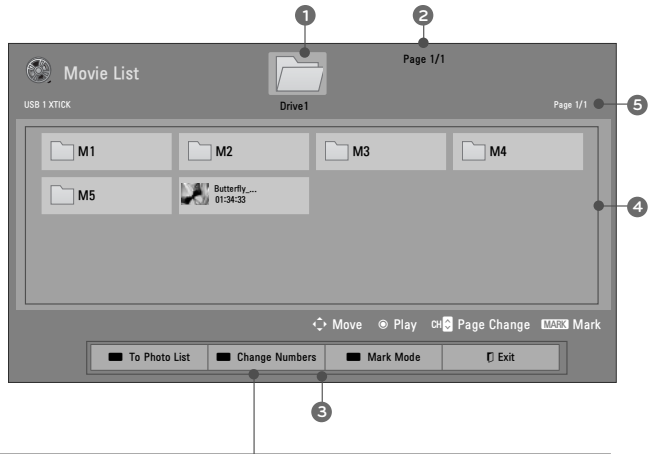 1
2
Page 1/1
Movie List
USB 1 XTICK
Drive1
Page 1/1
5
M1
M2
M3
M4
M5
Butterfly_...
01:34:33
4
Move
Play
CH
Page Change
MARK Mark
To Photo List
Change Numbers
Mark Mode
Exit
3